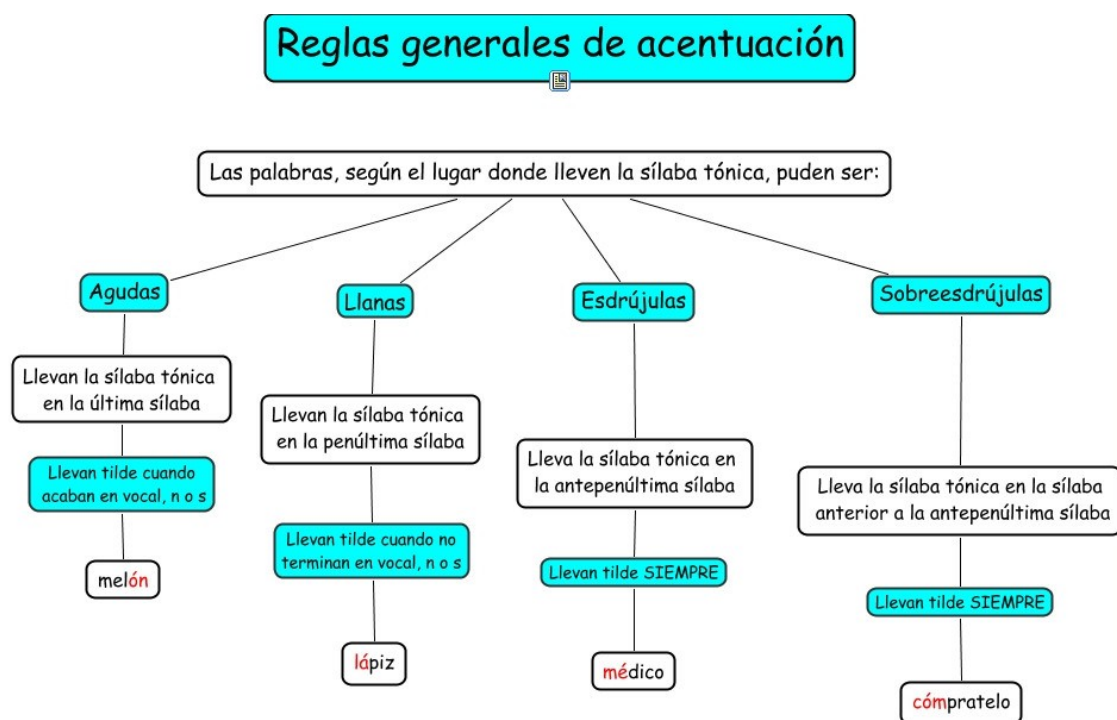 Reglas generales de acentuación
Las palabras, según el lugar donde lleven la sílaba tónica, puden ser:
Agudas
Llevan la sílaba tónica
en la última sílaba
Llevan tilde cuando
acaban en vocal, n o s
melón
Llanas
Llevan la sílaba tónica
en la penúltima sílaba
Llevan tilde cuando no
terminan en vocal, n o s
lápiz
Esdrújulas
Lleva la sílaba tónica en
la antepenúltima sílaba
Llevan tilde SIEMPRE
médico
Sobreesdrújulas
Lleva la sílaba tónica en la sílaba
anterior a la antepenúltima sílaba
Llevan tilde SIEMPRE
cómpratelo